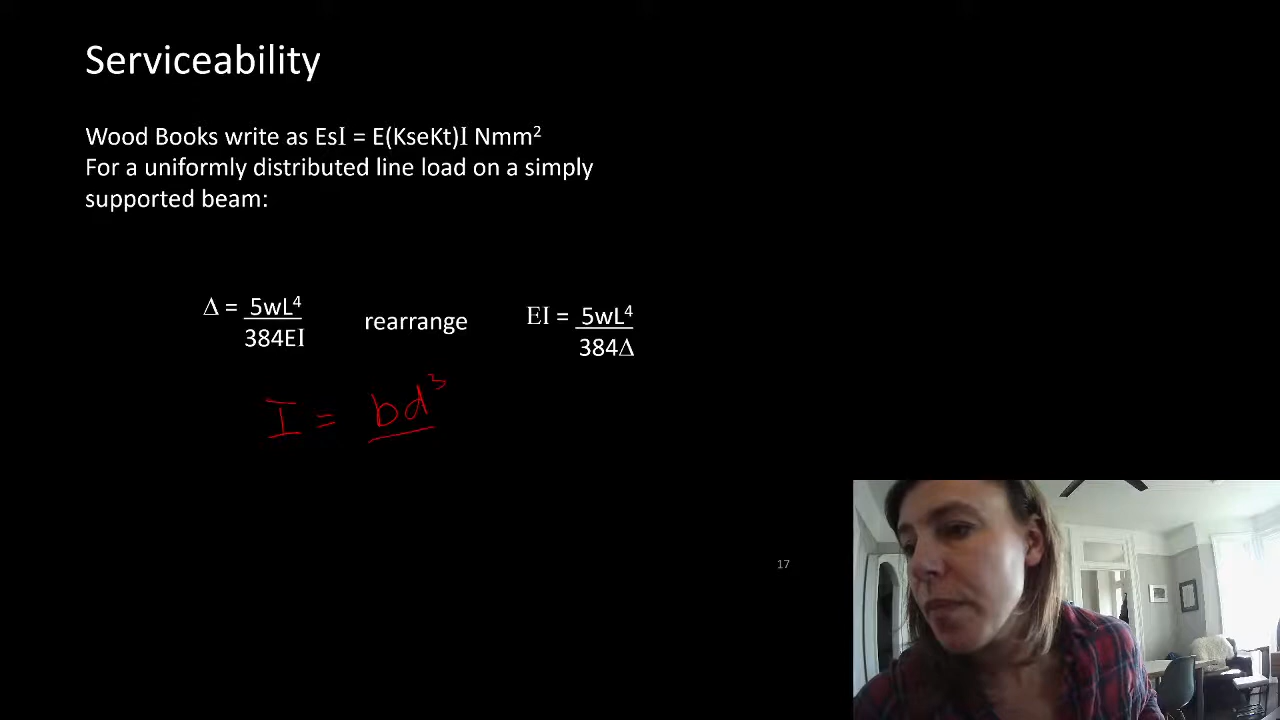 Serviceability
Wood Books write as EsI = E(KseKt)I Nmm²
For a uniformly distributed line load on a simply
supported beam:
Δ = 5wL⁴ rearrange EI = 5wL⁴
384EI 384Δ
I = bd³
17